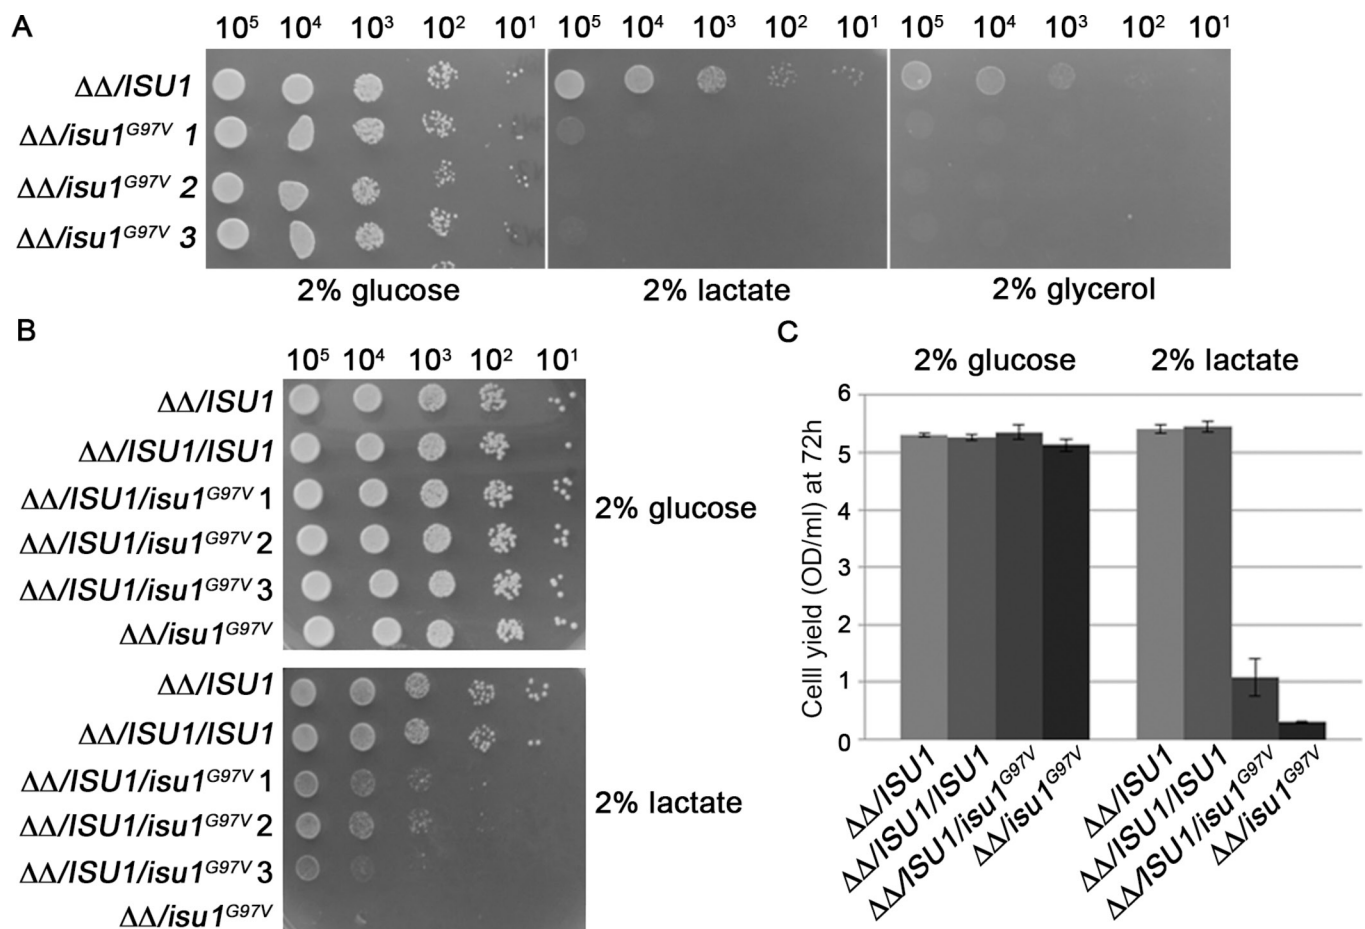 A
10⁵ 10⁴ 10³ 10² 10¹ 10⁵ 10⁴ 10³ 10² 10¹ 10⁵ 10⁴ 10³ 10² 10¹
ΔΔ/ISU1
ΔΔ/isu1ᴳ⁹⁷ⱽ 1
ΔΔ/isu1ᴳ⁹⁷ⱽ 2
ΔΔ/isu1ᴳ⁹⁷ⱽ 3
2% glucose 2% lactate 2% glycerol
B
10⁵ 10⁴ 10³ 10² 10¹
ΔΔ/ISU1
ΔΔ/ISU1/ISU1
ΔΔ/ISU1/isu1ᴳ⁹⁷ⱽ 1
ΔΔ/ISU1/isu1ᴳ⁹⁷ⱽ 2
ΔΔ/ISU1/isu1ᴳ⁹⁷ⱽ 3
ΔΔ/isu1ᴳ⁹⁷ⱽ
2% glucose
ΔΔ/ISU1
ΔΔ/ISU1/ISU1
ΔΔ/ISU1/isu1ᴳ⁹⁷ⱽ 1
ΔΔ/ISU1/isu1ᴳ⁹⁷ⱽ 2
ΔΔ/ISU1/isu1ᴳ⁹⁷ⱽ 3
ΔΔ/isu1ᴳ⁹⁷ⱽ
2% lactate
C
2% glucose 2% lactate
Celll yield (OD/ml) at 72h
6
5
4
3
2
1
0
ΔΔ/ISU1
ΔΔ/ISU1/ISU1
ΔΔ/ISU1/isu1ᴳ⁹⁷ⱽ
ΔΔ/isu1ᴳ⁹⁷ⱽ
ΔΔ/ISU1
ΔΔ/ISU1/ISU1
ΔΔ/ISU1/isu1ᴳ⁹⁷ⱽ
ΔΔ/isu1ᴳ⁹⁷ⱽ